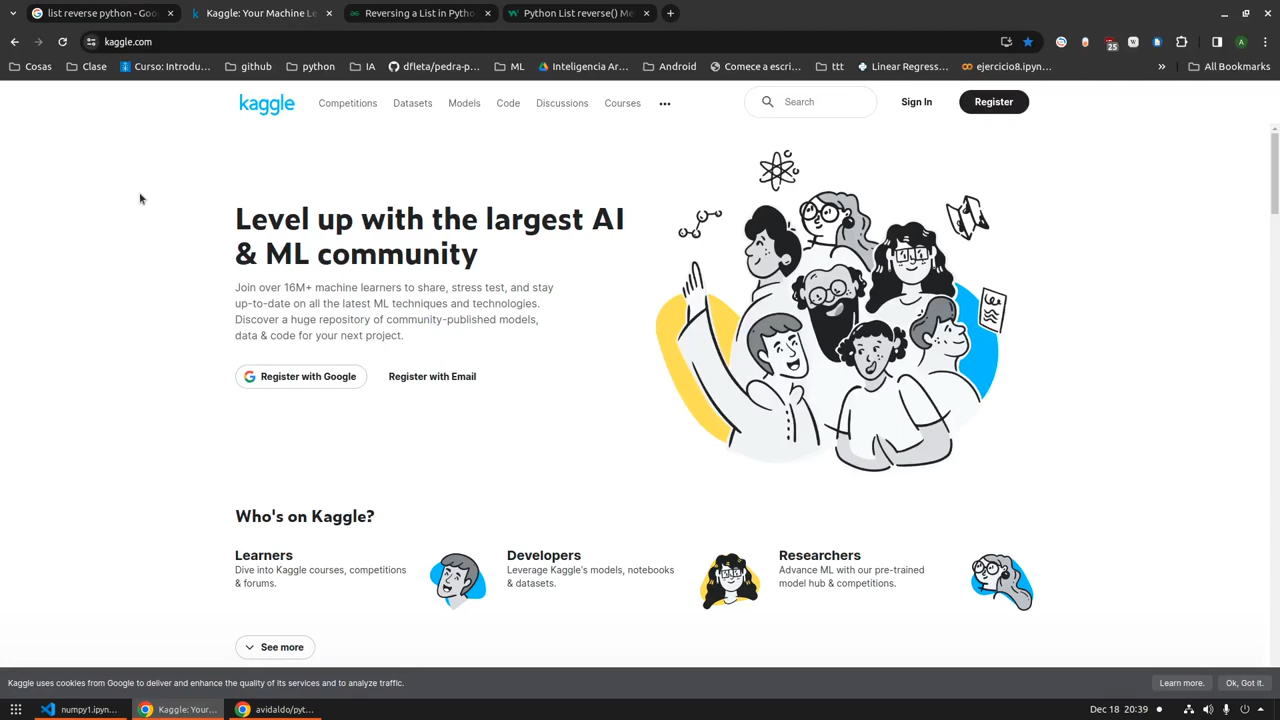 list reverse python - Goo
Kaggle: Your Machine Le
Reversing a List in Pytho
Python List reverse() Me
kaggle.com
25
Cosas
Clase
Curso: Introdu...
github
python
IA
dfleta/pedra-p...
ML
Inteligencia Ar...
Android
Comece a escri...
ttt
Linear Regress...
ejercicio8.ipyn...
»
All Bookmarks
kaggle
Competitions
Datasets
Models
Code
Discussions
Courses
•••
Search
Sign In
Register
Level up with the largest AI
& ML community
Join over 16M+ machine learners to share, stress test, and stay
up-to-date on all the latest ML techniques and technologies.
Discover a huge repository of community-published models,
data & code for your next project.
Register with Google
Register with Email
Who's on Kaggle?
Learners
Dive into Kaggle courses, competitions
& forums.
Developers
Leverage Kaggle's models, notebooks
& datasets.
Researchers
Advance ML with our pre-trained
model hub & competitions.
See more
Kaggle uses cookies from Google to deliver and enhance the quality of its services and to analyze traffic.
Learn more.
Ok, Got it.
numpy1.ipyn...
Kaggle: Your...
avidaldo/pyt...
Dec 18 20:39